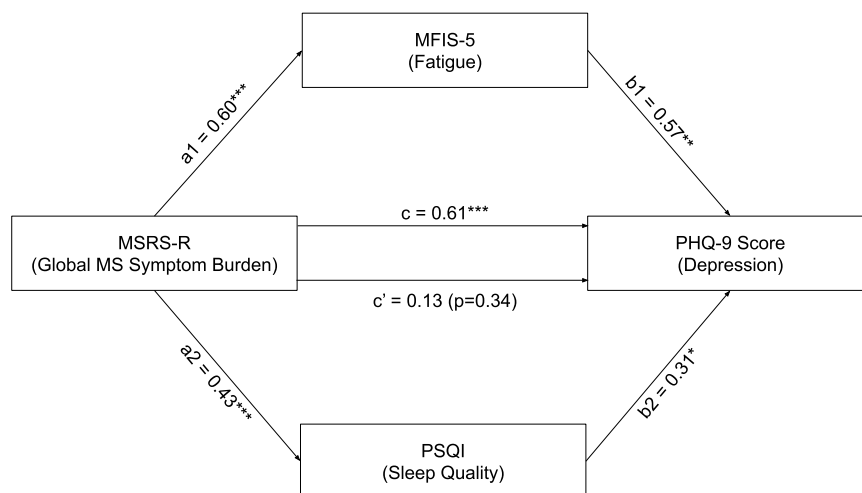 MFIS-5
(Fatigue)
a1 = 0.60***
b1 = 0.57**
MSRS-R
(Global MS Symptom Burden)
c = 0.61***
c’ = 0.13 (p=0.34)
PHQ-9 Score
(Depression)
a2 = 0.43***
b2 = 0.31*
PSQI
(Sleep Quality)